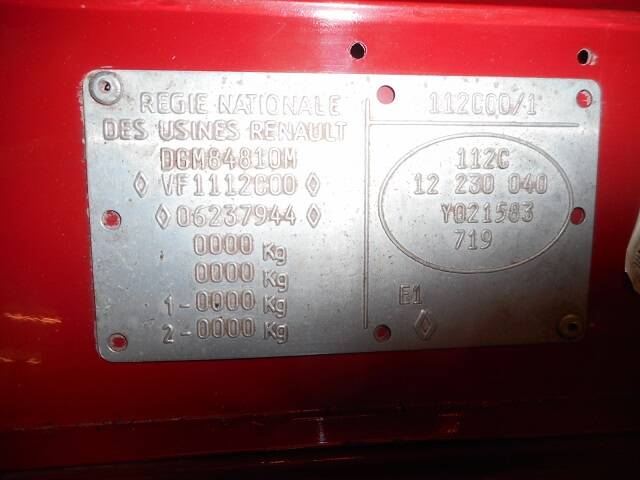 REGIE NATIONALE
DES USINES RENAULT
DGM84810M
◊ VF1112C00 ◊
◊ 06237944 ◊
0000 Kg
0000 Kg
1-0000 Kg
2-0000 Kg
112C00/1
112C
12 230 040
Y021583
719
E1